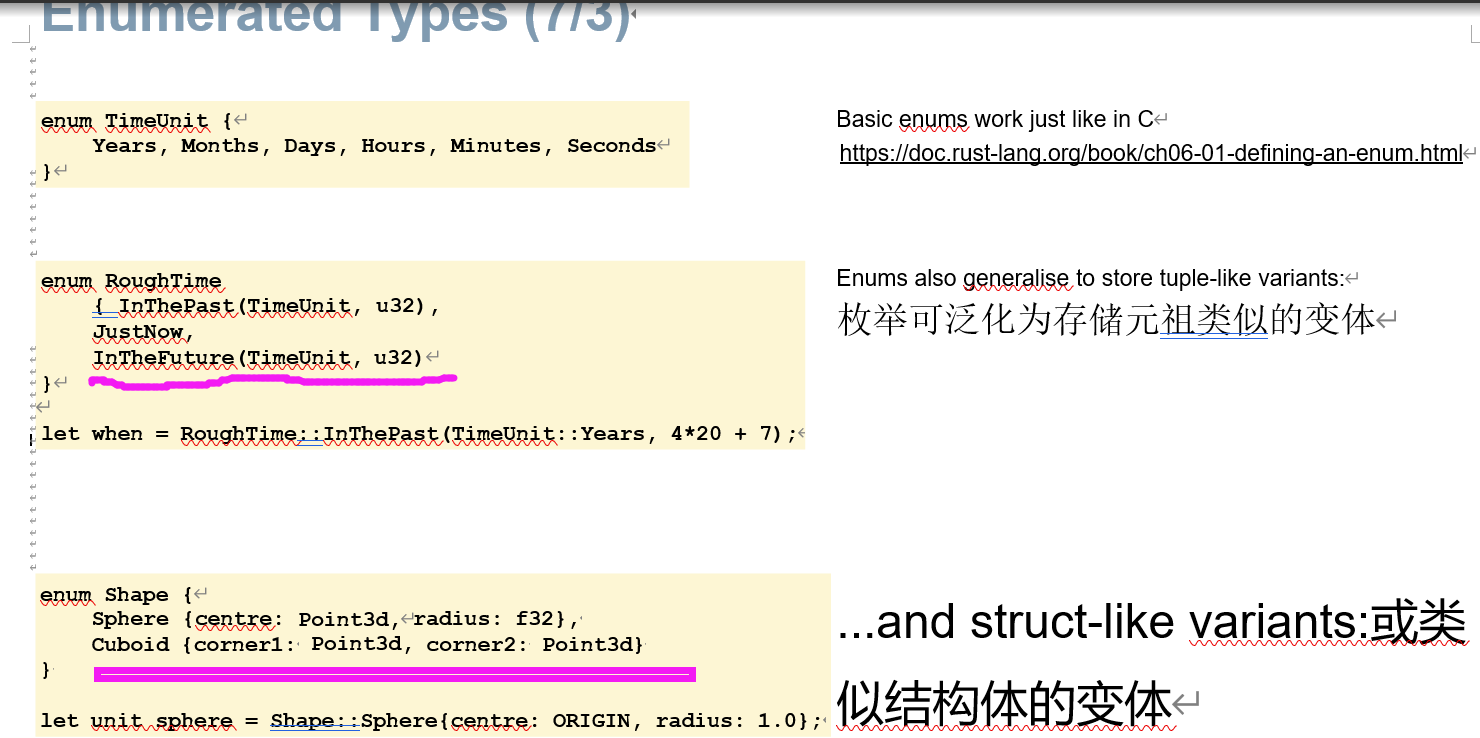 Enumerated Types (7/3)
enum TimeUnit {
Years, Months, Days, Hours, Minutes, Seconds
}
Basic enums work just like in C
https://doc.rust-lang.org/book/ch06-01-defining-an-enum.html
enum RoughTime
{ InThePast(TimeUnit, u32),
JustNow,
InTheFuture(TimeUnit, u32)
}
let when = RoughTime::InThePast(TimeUnit::Years, 4*20 + 7);
Enums also generalise to store tuple-like variants:
枚举可泛化为存储元祖类似的变体
enum Shape {
Sphere {centre: Point3d, radius: f32},
Cuboid {corner1: Point3d, corner2: Point3d}
}
let unit_sphere = Shape::Sphere{centre: ORIGIN, radius: 1.0};
...and struct-like variants:或类
似结构体的变体